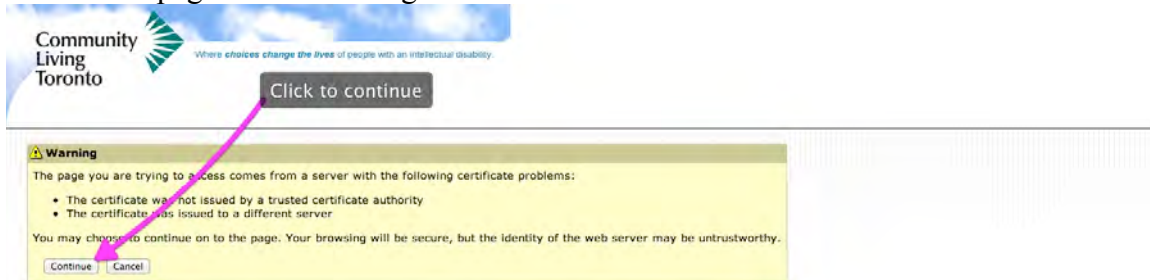 Community
Living
Toronto
Where choices change the lives of people with an intellectual disability.
Click to continue
Warning
The page you are trying to access comes from a server with the following certificate problems:
• The certificate was not issued by a trusted certificate authority
• The certificate was issued to a different server
You may choose to continue on to the page. Your browsing will be secure, but the identity of the web server may be untrustworthy.
Continue Cancel